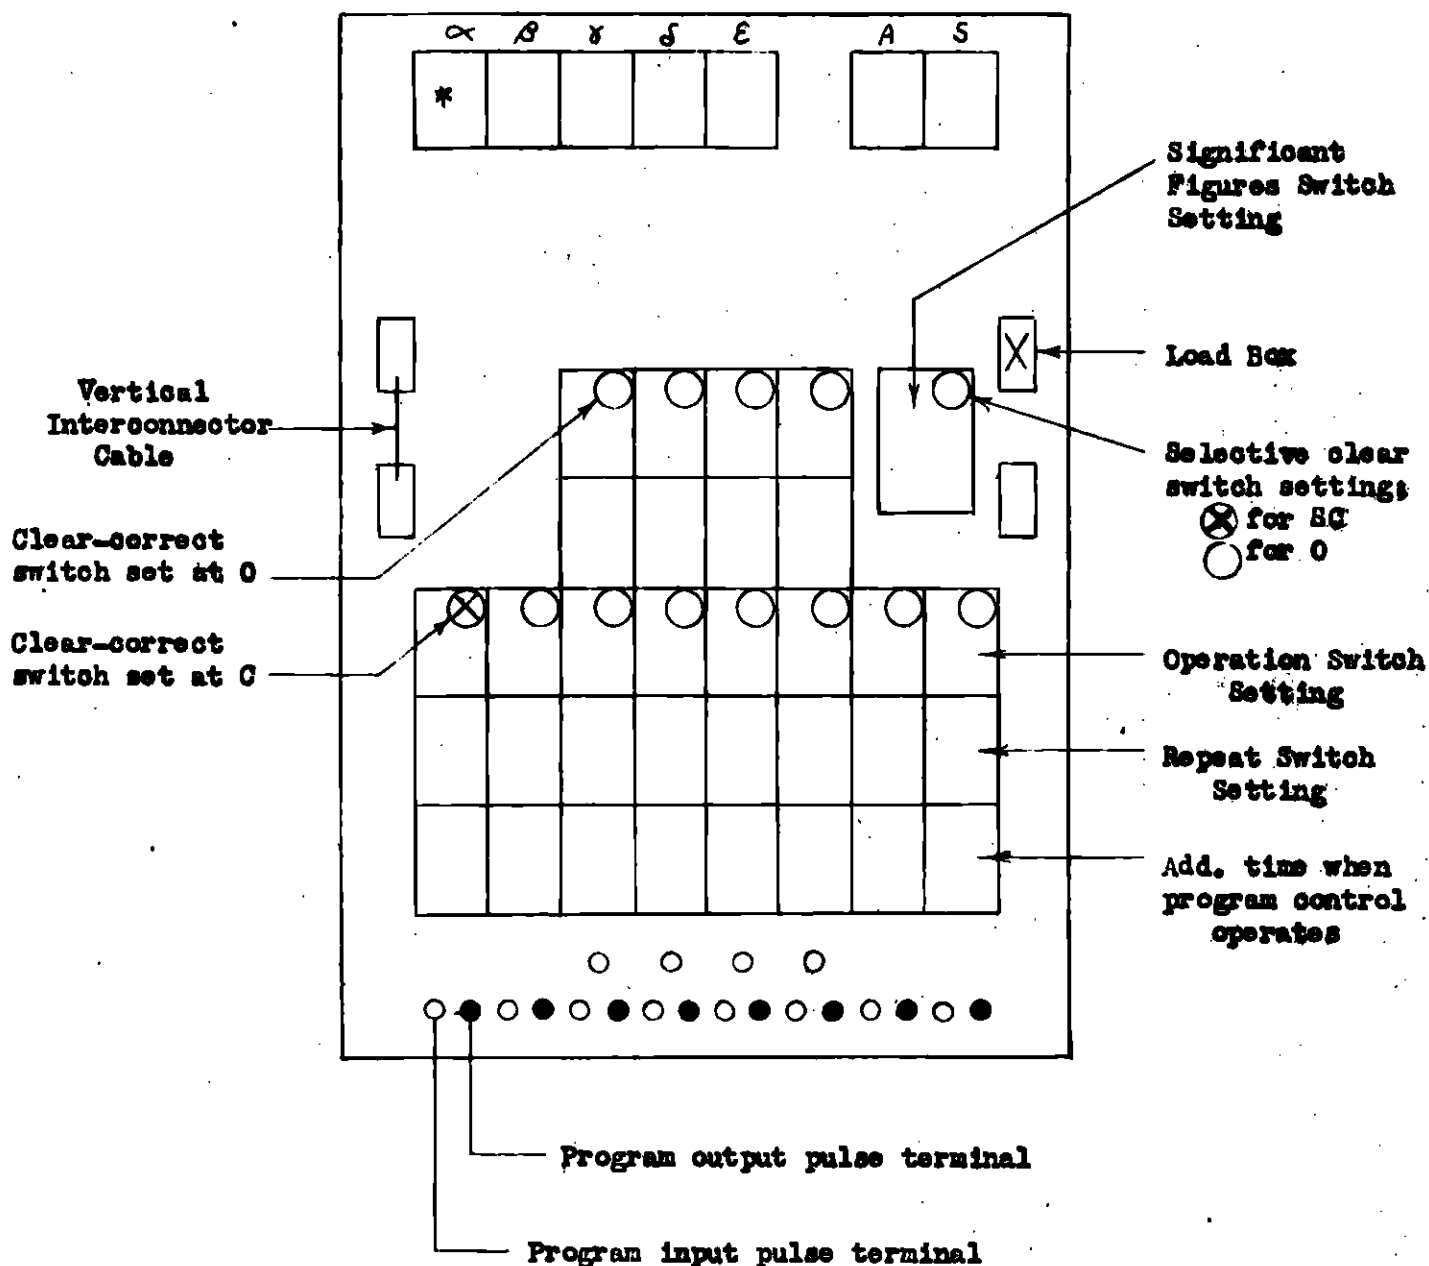 α β γ δ ε A S
*
Significant
Figures Switch
Setting
Load Box
Vertical
Interconnector
Cable
Selective clear
switch setting:
⊗ for SC
○ for 0
Clear-correct
switch set at 0
Clear-correct
switch set at C
Operation Switch
Setting
Repeat Switch
Setting
Add. time when
program control
operates
Program output pulse terminal
Program input pulse terminal